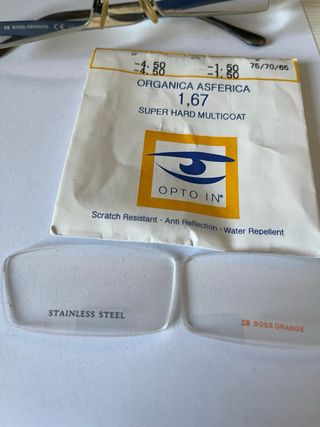 BOSS ORANGE CE
-4.50 -1.50 75/70/65
-4.50 -1.50
ORGANICA ASFERICA
1,67
SUPER HARD MULTICOAT
OPTO IN®
Scratch Resistant - Anti Reflection - Water Repellent
STAINLESS STEEL
BOSS ORANGE